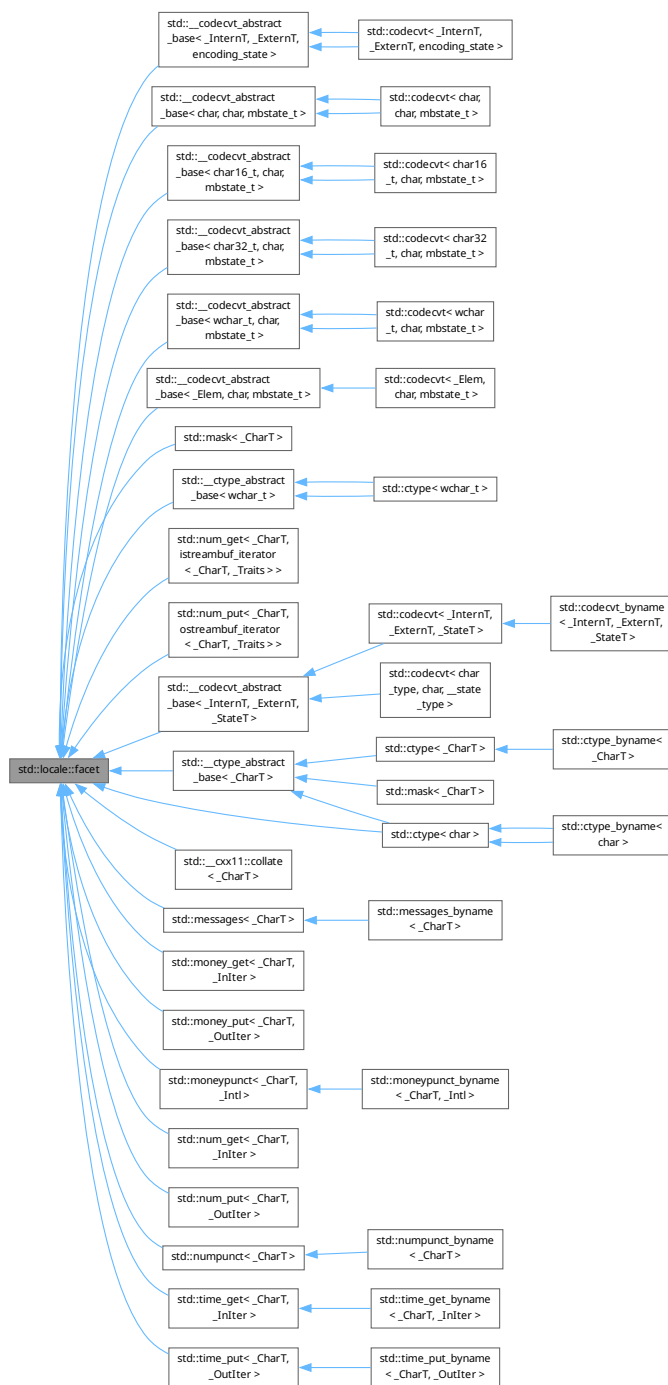 std::__codecvt_abstract
_base< _InternT, _ExternT,
encoding_state >
std::codecvt< _InternT,
_ExternT, encoding_state >
std::__codecvt_abstract
_base< char, char, mbstate_t >
std::codecvt< char,
char, mbstate_t >
std::__codecvt_abstract
_base< char16_t, char,
mbstate_t >
std::codecvt< char16
_t, char, mbstate_t >
std::__codecvt_abstract
_base< char32_t, char,
mbstate_t >
std::codecvt< char32
_t, char, mbstate_t >
std::__codecvt_abstract
_base< wchar_t, char,
mbstate_t >
std::codecvt< wchar
_t, char, mbstate_t >
std::__codecvt_abstract
_base< _Elem, char, mbstate_t >
std::codecvt< _Elem,
char, mbstate_t >
std::mask< _CharT >
std::__ctype_abstract
_base< wchar_t >
std::ctype< wchar_t >
std::num_get< _CharT,
istreambuf_iterator
< _CharT, _Traits > >
std::num_put< _CharT,
ostreambuf_iterator
< _CharT, _Traits > >
std::codecvt< _InternT,
_ExternT, _StateT >
std::codecvt_byname
< _InternT, _ExternT,
_StateT >
std::__codecvt_abstract
_base< _InternT, _ExternT,
_StateT >
std::codecvt< char
_type, char, __state
_type >
std::locale::facet
std::__ctype_abstract
_base< _CharT >
std::ctype< _CharT >
std::ctype_byname<
_CharT >
std::mask< _CharT >
std::ctype< char >
std::ctype_byname<
char >
std::__cxx11::collate
< _CharT >
std::messages< _CharT >
std::messages_byname
< _CharT >
std::money_get< _CharT,
_InIter >
std::money_put< _CharT,
_OutIter >
std::moneypunct< _CharT,
_Intl >
std::moneypunct_byname
< _CharT, _Intl >
std::num_get< _CharT,
_InIter >
std::num_put< _CharT,
_OutIter >
std::numpunct< _CharT >
std::numpunct_byname
< _CharT >
std::time_get< _CharT,
_InIter >
std::time_get_byname
< _CharT, _InIter >
std::time_put< _CharT,
_OutIter >
std::time_put_byname
< _CharT, _OutIter >